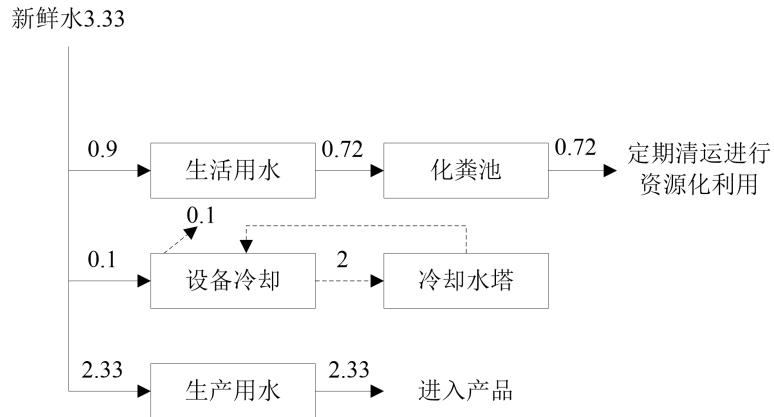 新鲜水3.33
0.9
生活用水
0.72
化粪池
0.72
定期清运进行
资源化利用
0.1
0.1
设备冷却
2
冷却水塔
2.33
生产用水
2.33
进入产品